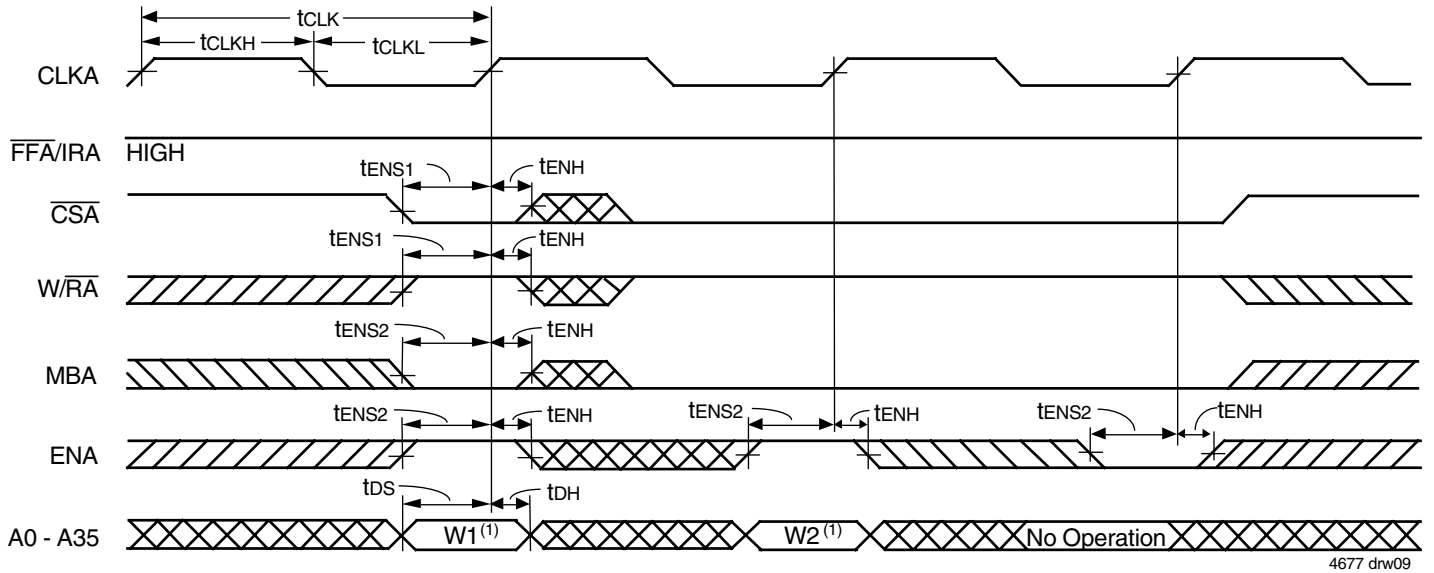 tCLK
tCLKH tCLKL
CLKA
FFA/IRA HIGH
tENS1 tENH
CSA
tENS1 tENH
W/RA
tENS2 tENH
MBA
tENS2 tENH tENS2 tENH tENS2 tENH
ENA
tDS tDH
A0 - A35 W1(1) W2(1) No Operation
4677 drw09